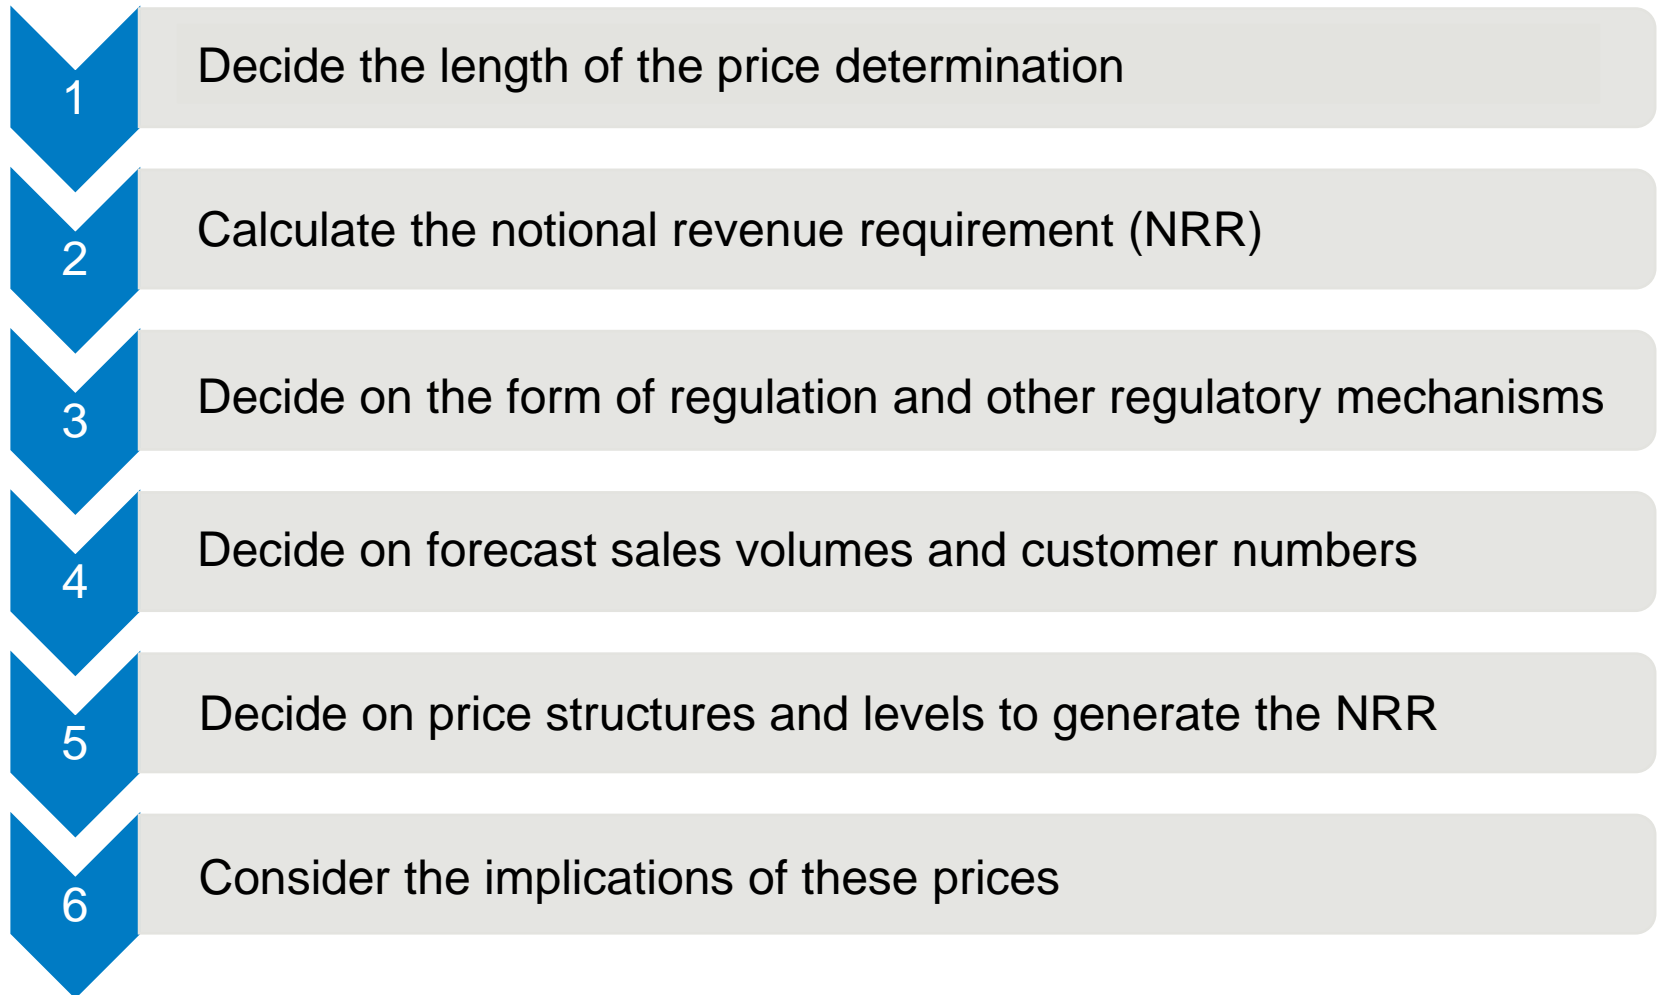 1 Decide the length of the price determination
2 Calculate the notional revenue requirement (NRR)
3 Decide on the form of regulation and other regulatory mechanisms
4 Decide on forecast sales volumes and customer numbers
5 Decide on price structures and levels to generate the NRR
6 Consider the implications of these prices